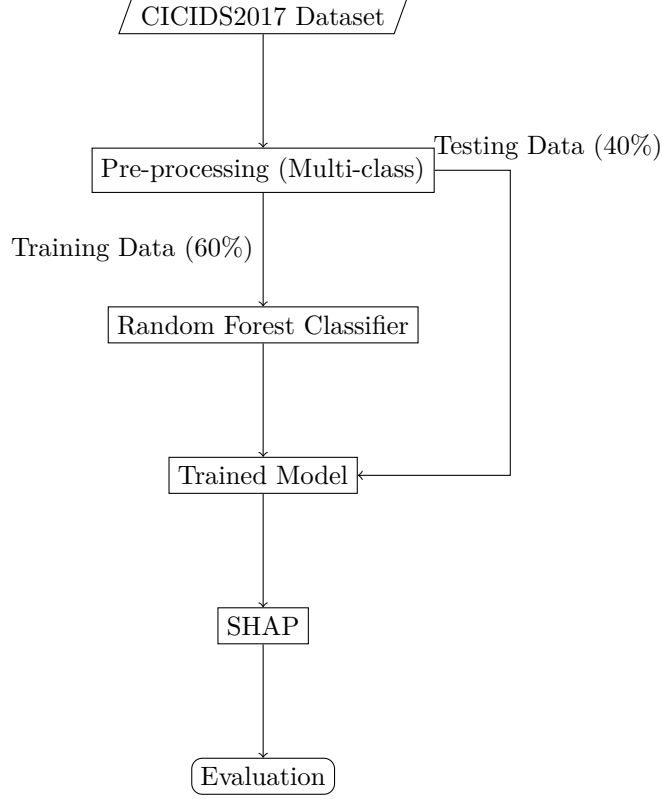 CICIDS2017 Dataset
Testing Data (40%)
Pre-processing (Multi-class)
Training Data (60%)
Random Forest Classifier
Trained Model
SHAP
Evaluation